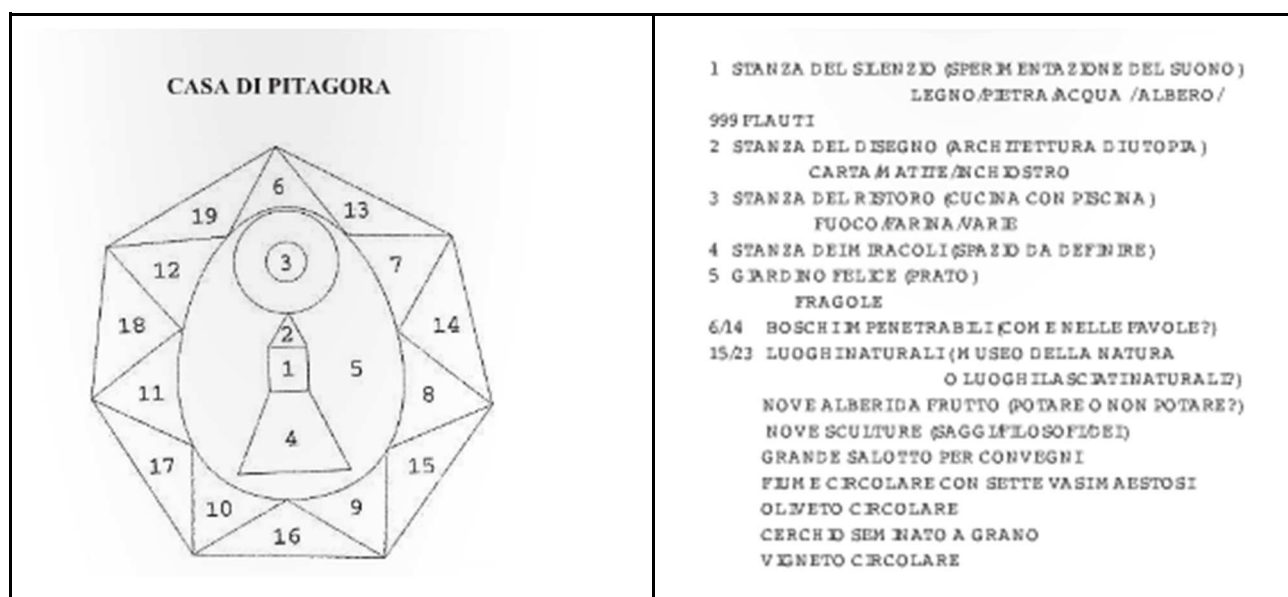 CASA DI PITAGORA
6
19
13
3
12
7
18
14
2
1
5
11
8
4
17
15
10
9
16
1 STANZA DEL SILENZIO (SPERIMENTAZIONE DEL SUONO)
LEGNO/PIETRA/ACQUA /ALBERO/
999 FLAUTI
2 STANZA DEL DISEGNO (ARCHITETTURA DI UTOPIA)
CARTA/MATITE/INCHIOSTRO
3 STANZA DEL RISTORO (CUCINA CON PISCINA)
FUOCO/FARINA/VARIE
4 STANZA DEI MIRACOLI (SPAZIO DA DEFINIRE)
5 GIARDINO FELICE (PRATO)
FRAGOLE
6/14 BOSCHI IMPENETRABILI (COME NELLE FAVOLE?)
15/23 LUOGHI NATURALI (MUSEO DELLA NATURA
O LUOGHI LASCIATI NATURALI?)
NOVE ALBERI DA FRUTTO (POTARE O NON POTARE?)
NOVE SCULTURE (SAGGI/FILOSOFI/DEI)
GRANDE SALOTTO PER CONVEGNI
FIUME CIRCOLARE CON SETTE VASI MAESTOSI
OLIVETO CIRCOLARE
CERCHIO SEMINATO A GRANO
VIGNETO CIRCOLARE